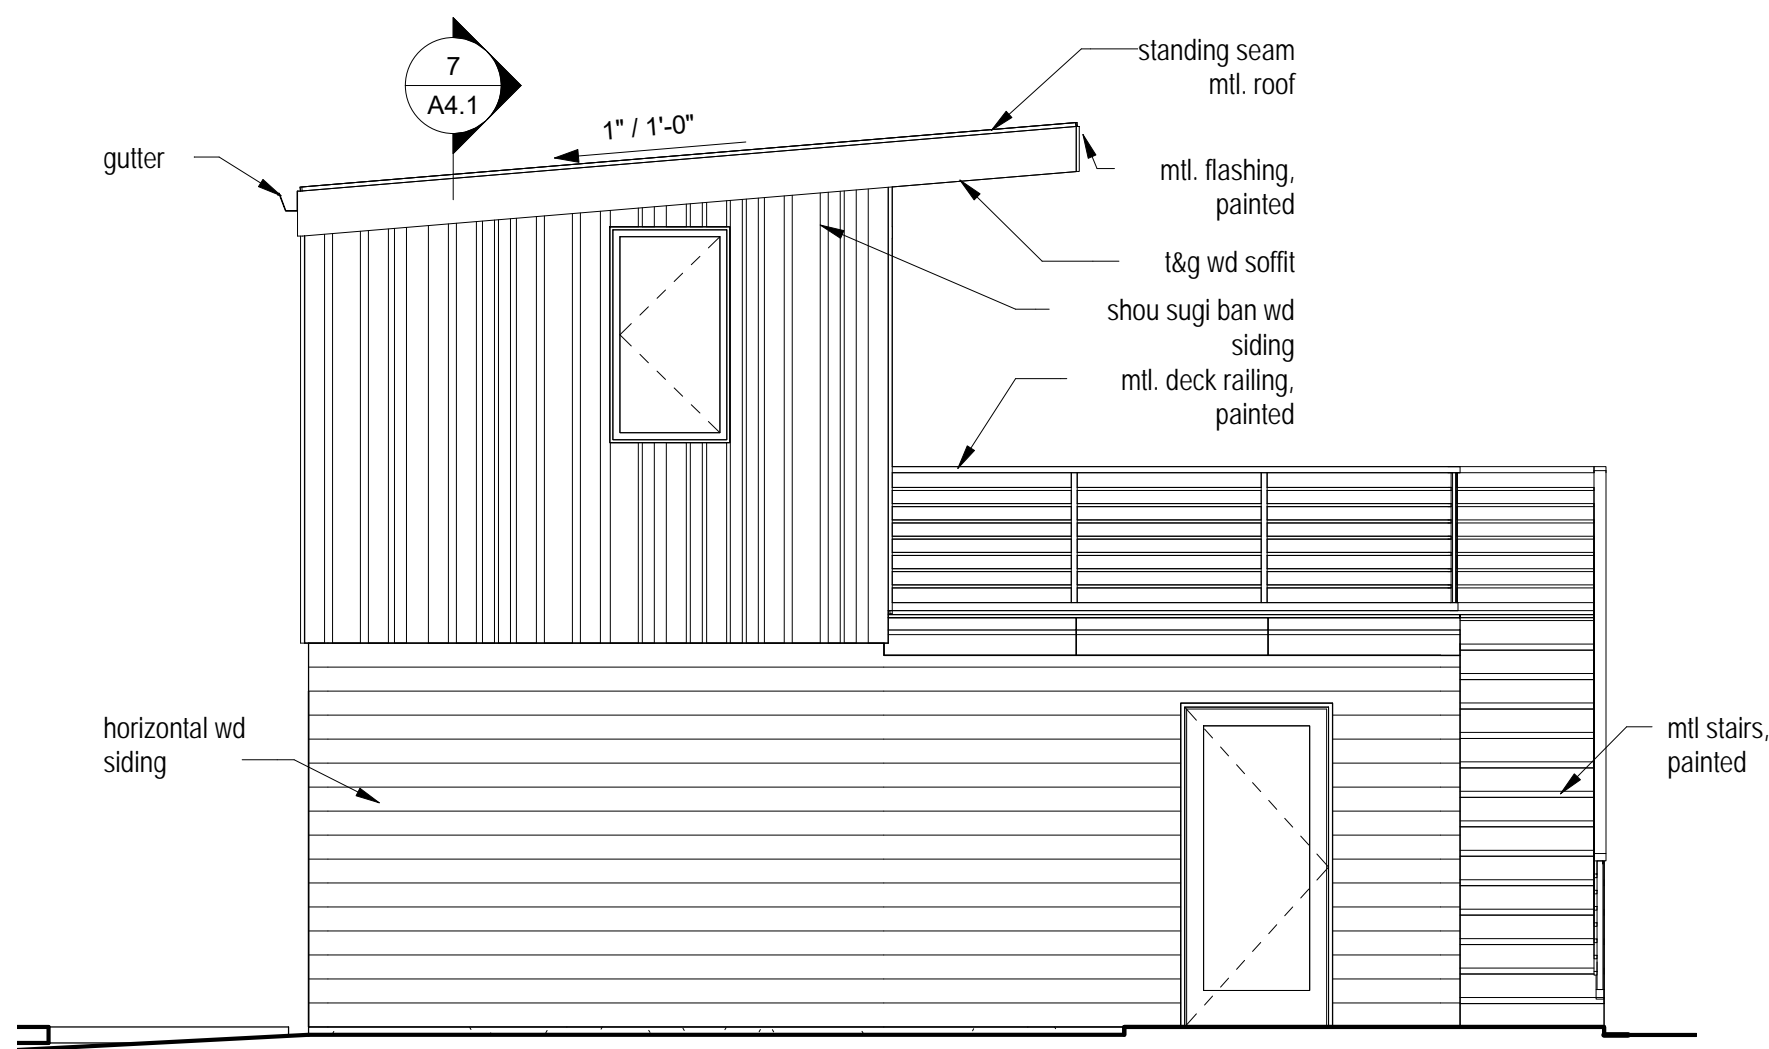 7
A4.1
1" / 1'-0"
gutter
standing seam
mtl. roof
mtl. flashing,
painted
t&g wd soffit
shou sugi ban wd
siding
mtl. deck railing,
painted
horizontal wd
siding
mtl stairs,
painted